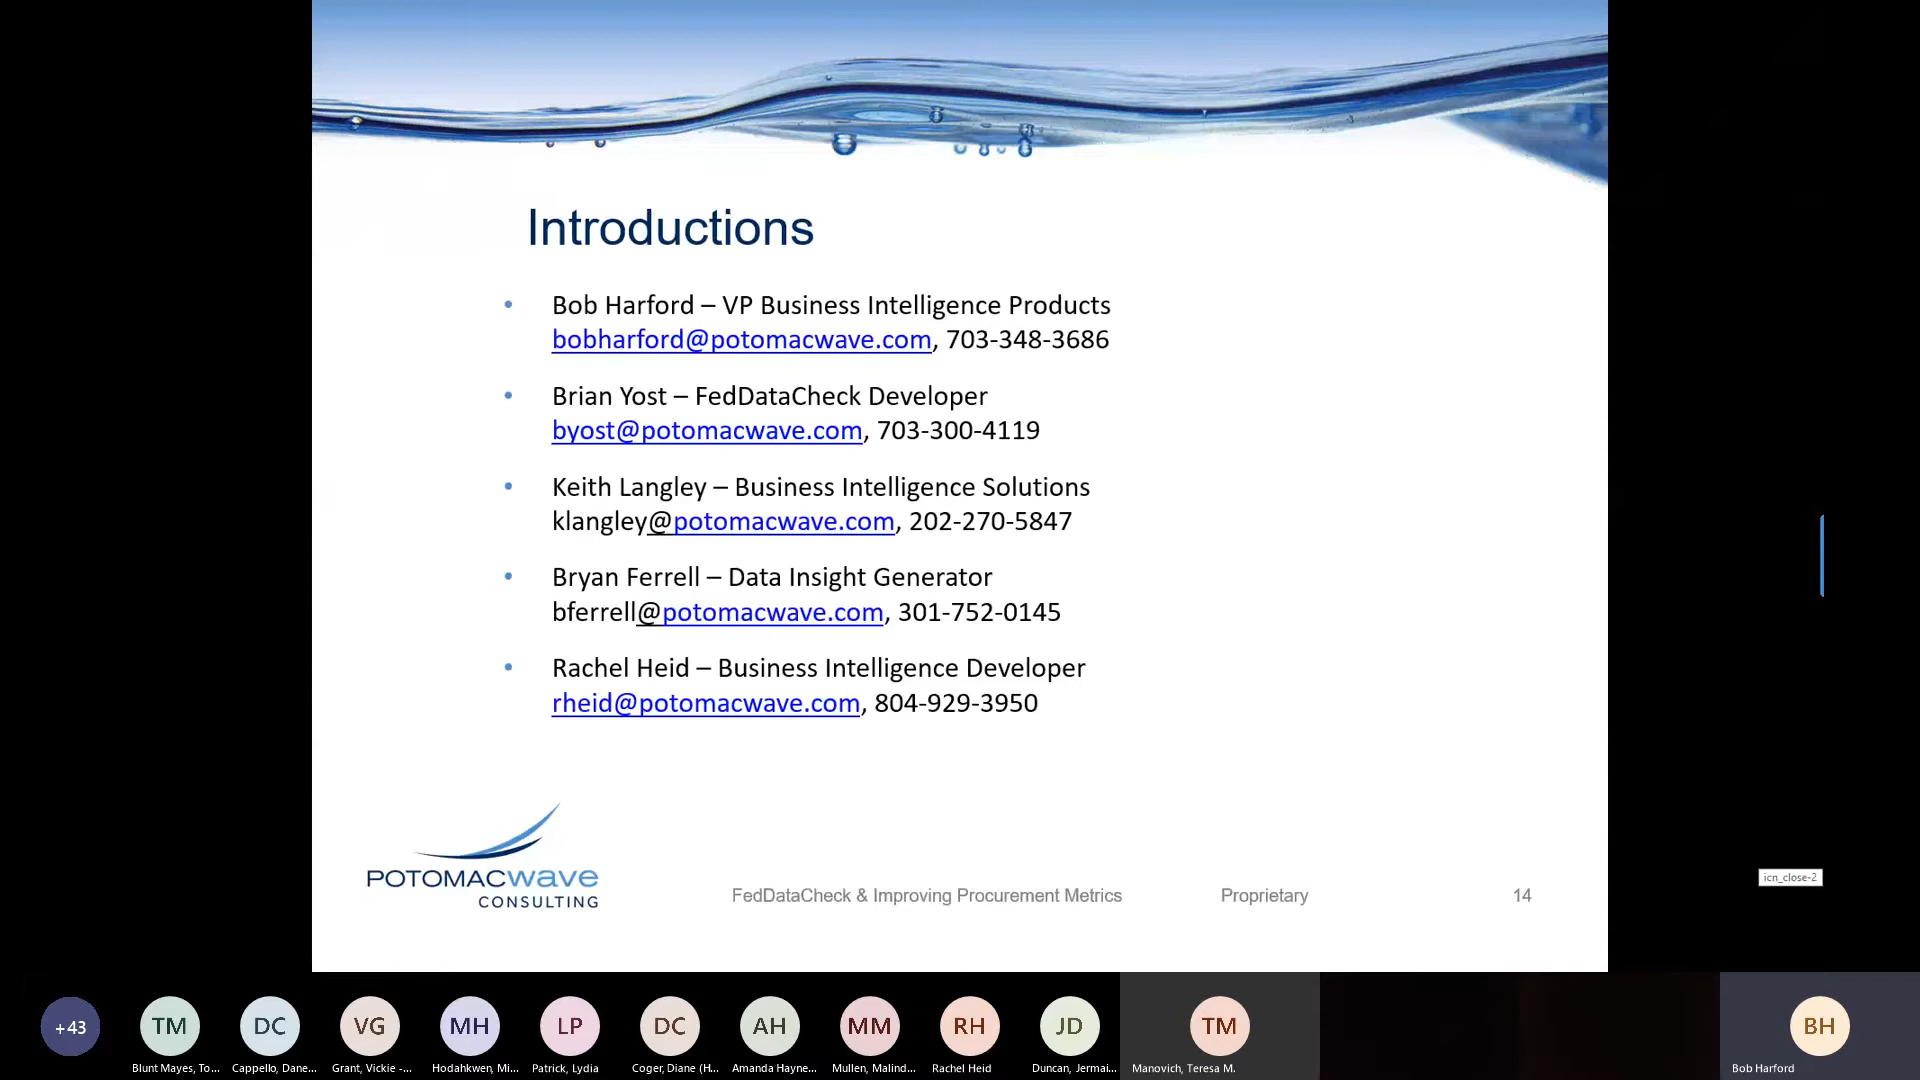 Introductions
• Bob Harford – VP Business Intelligence Products
bobharford@potomacwave.com, 703-348-3686
• Brian Yost – FedDataCheck Developer
byost@potomacwave.com, 703-300-4119
• Keith Langley – Business Intelligence Solutions
klangley@potomacwave.com, 202-270-5847
• Bryan Ferrell – Data Insight Generator
bferrell@potomacwave.com, 301-752-0145
• Rachel Heid – Business Intelligence Developer
rheid@potomacwave.com, 804-929-3950
POTOMACwave
CONSULTING
FedDataCheck & Improving Procurement Metrics Proprietary 14
icn_close-2
+43 TM DC VG MH LP DC AH MM RH JD TM BH
Blunt Mayes, To... Cappello, Dane... Grant, Vickie -... Hodahkwen, Mi... Patrick, Lydia Coger, Diane (H... Amanda Hayne... Mullen, Malind... Rachel Heid Duncan, Jermai... Manovich, Teresa M. Bob Harford